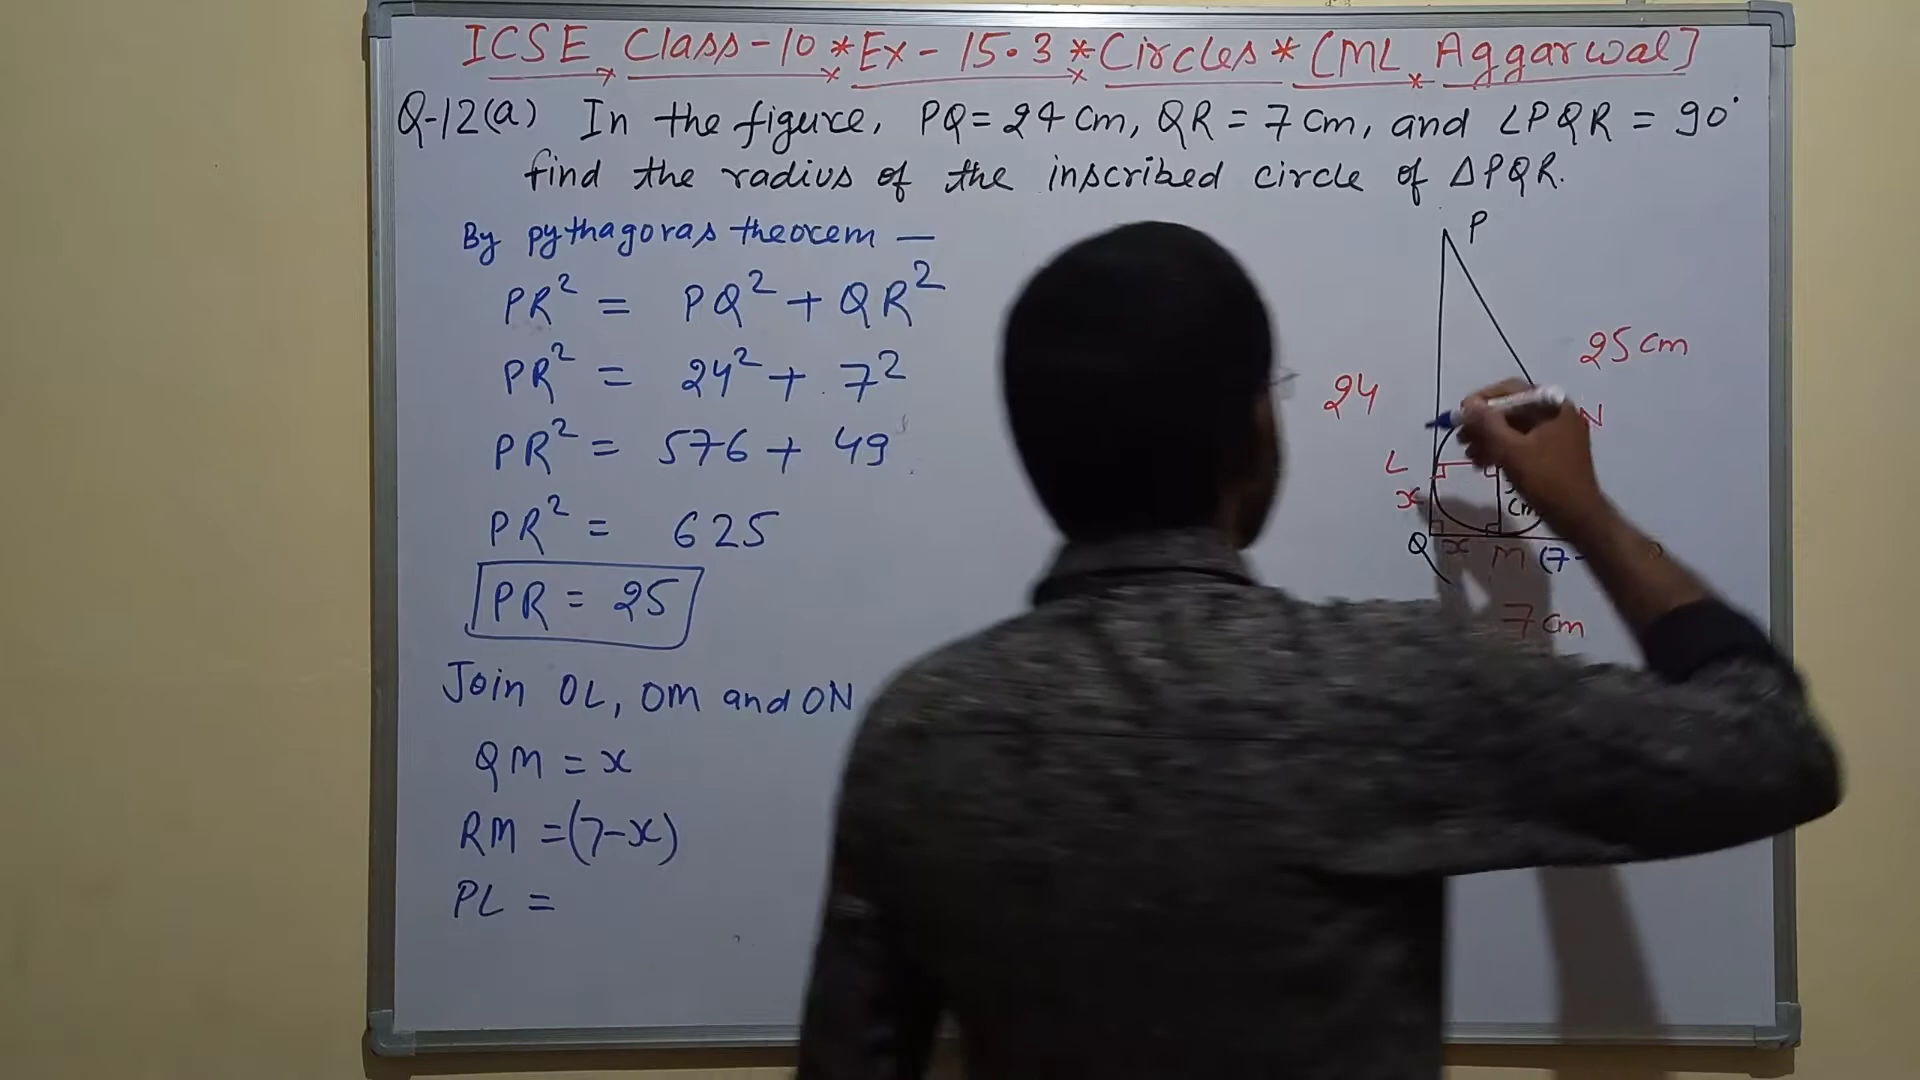 ICSE Class-10 * Ex-15.3 * Circles * [ML Aggarwal]
Q-12(a) In the figure, PQ = 24 cm, QR = 7 cm, and ∠PQR = 90°
find the radius of the inscribed circle of △PQR.
By pythagoras theorem —
PR² = PQ² + QR²
PR² = 24² + 7²
PR² = 576 + 49
PR² = 625
PR = 25
Join OL, OM and ON
QM = x
RM = (7-x)
PL =
P
25 cm
24
N
L
x
cm
Q x M (7-
7 cm